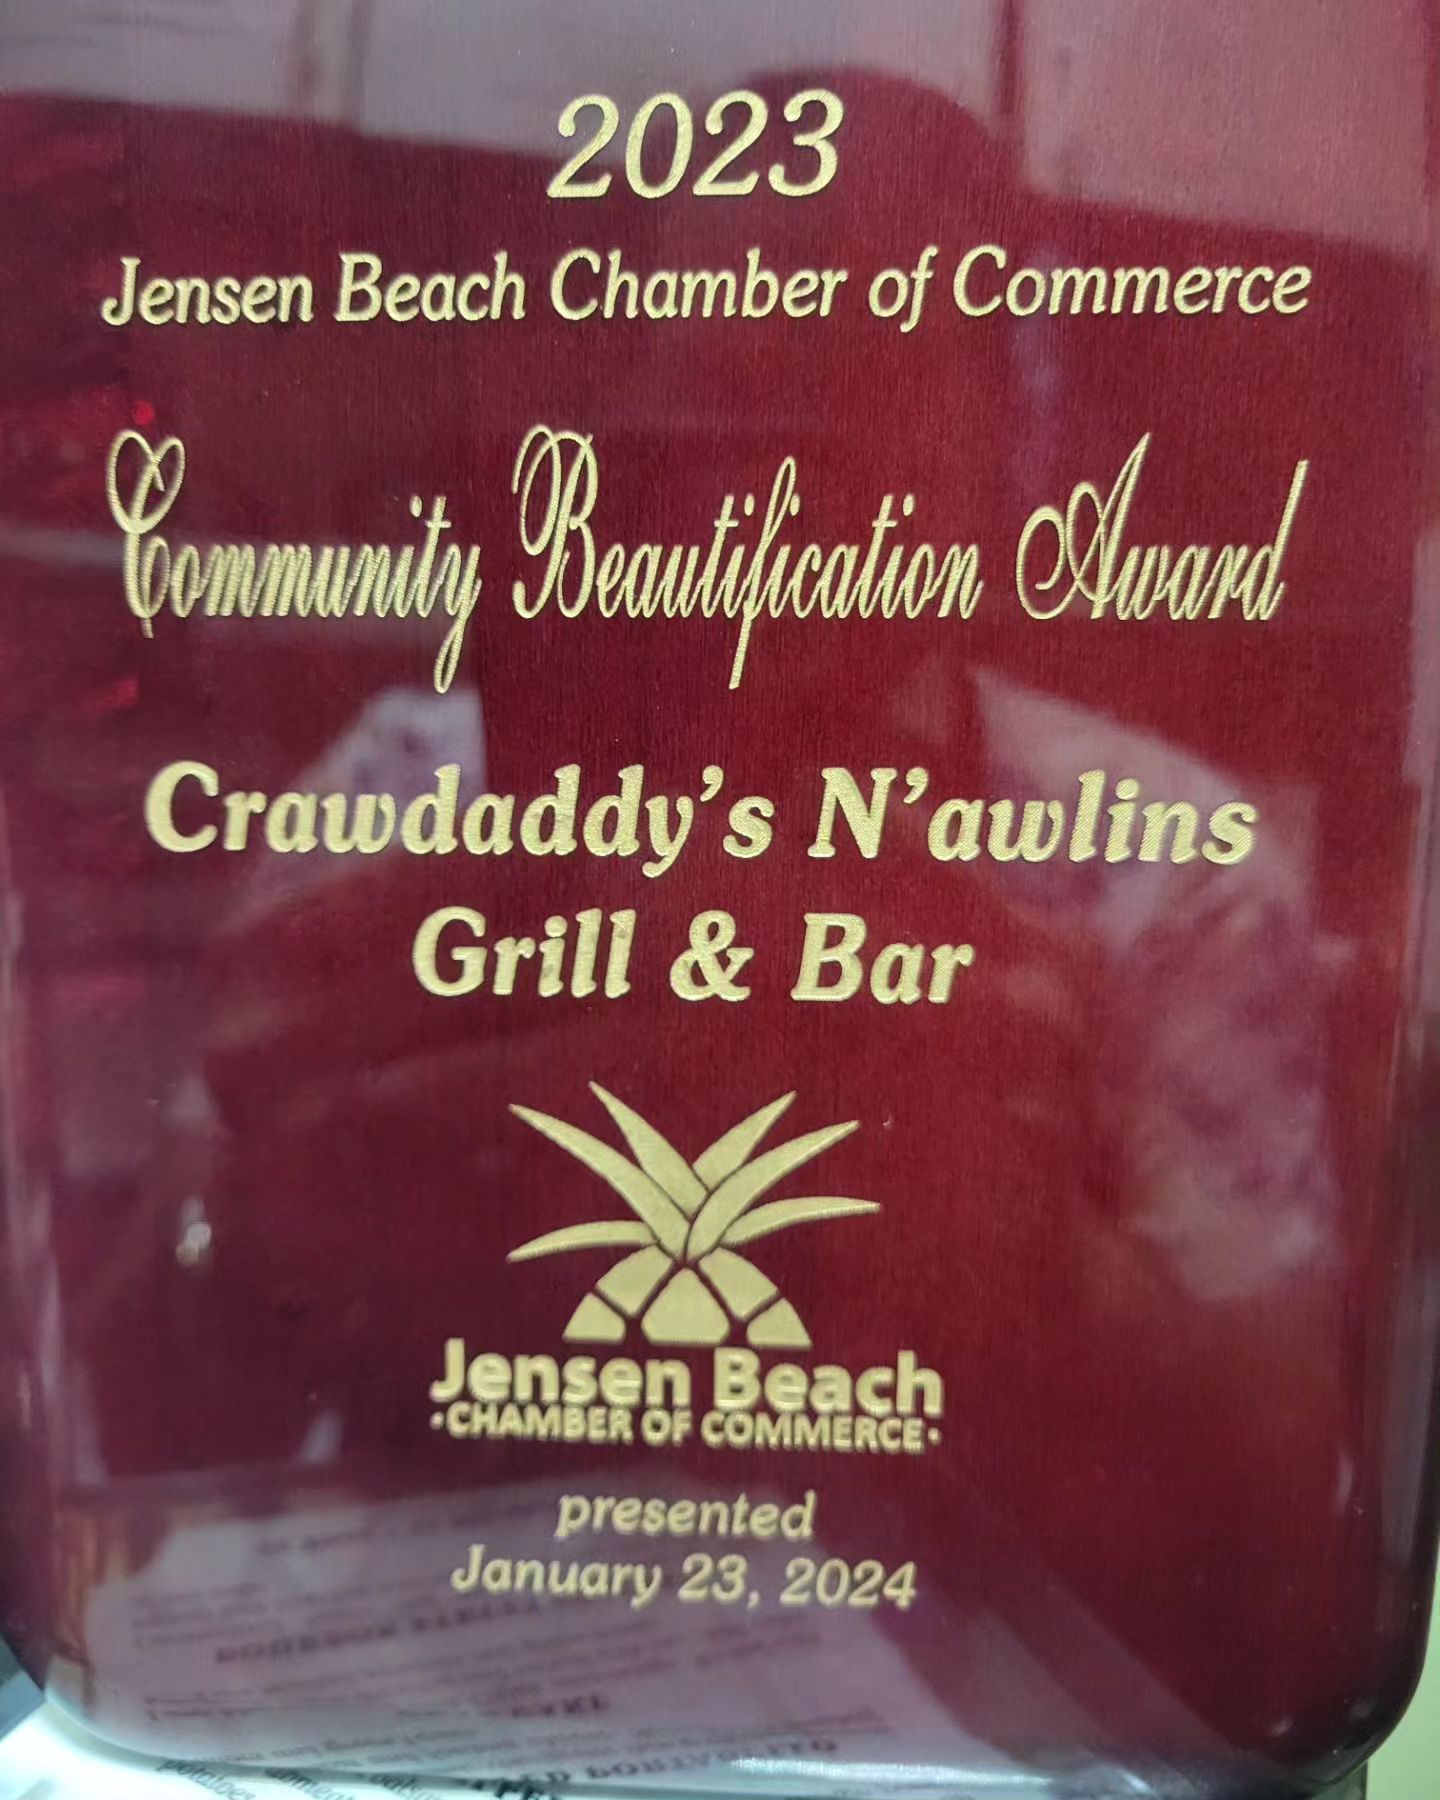 2023
Jensen Beach Chamber of Commerce
Community Beautification Award
Crawdaddy's N'awlins
Grill & Bar
Jensen Beach
·CHAMBER OF COMMERCE·
presented
January 23, 2024
potatoes